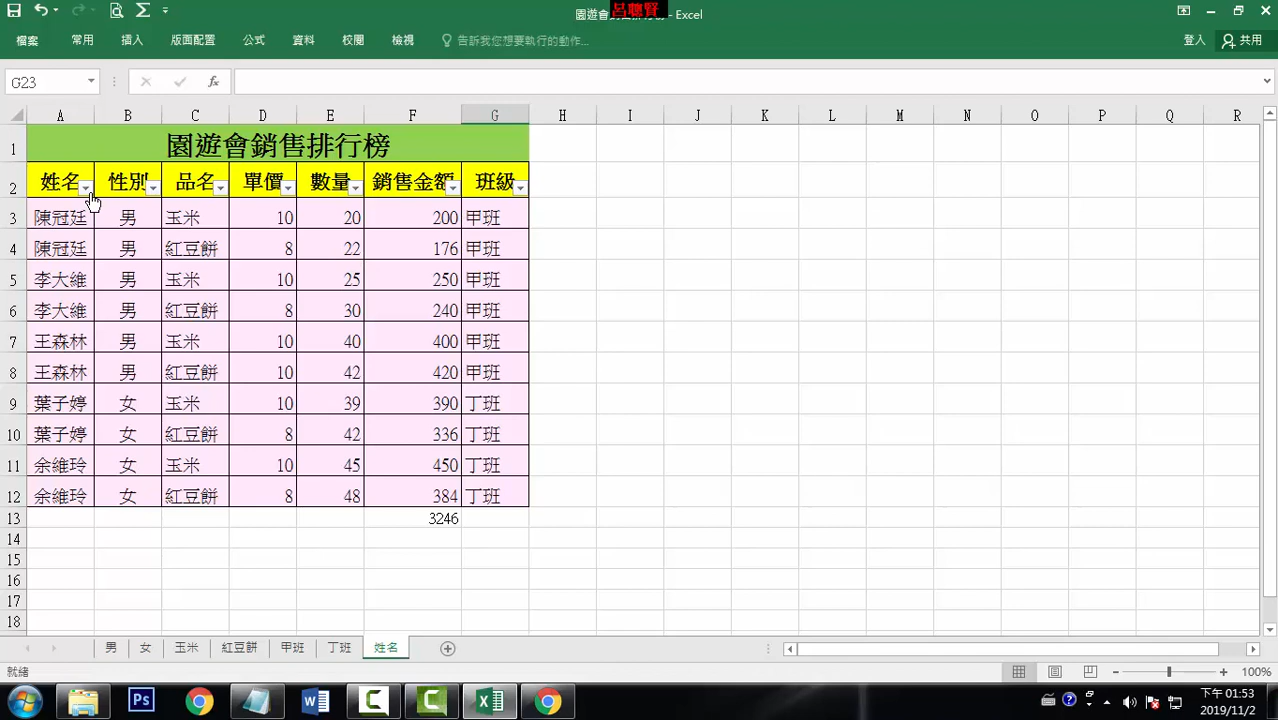 呂聰賢
園遊會銷售排行榜 - Excel
檔案 常用 插入 版面配置 公式 資料 校閱 檢視 告訴我您想要執行的動作... 登入 共用
G23 fx
A B C D E F G H I J K L M N O P Q R
1 園遊會銷售排行榜
2 姓名 性別 品名 單價 數量 銷售金額 班級
3 陳冠廷 男 玉米 10 20 200 甲班
4 陳冠廷 男 紅豆餅 8 22 176 甲班
5 李大維 男 玉米 10 25 250 甲班
6 李大維 男 紅豆餅 8 30 240 甲班
7 王森林 男 玉米 10 40 400 甲班
8 王森林 男 紅豆餅 10 42 420 甲班
9 葉子婷 女 玉米 10 39 390 丁班
10 葉子婷 女 紅豆餅 8 42 336 丁班
11 余維玲 女 玉米 10 45 450 丁班
12 余維玲 女 紅豆餅 8 48 384 丁班
13 3246
14
15
16
17
18
男 女 玉米 紅豆餅 甲班 丁班 姓名
就緒 100%
Ps
下午 01:53
2019/11/2